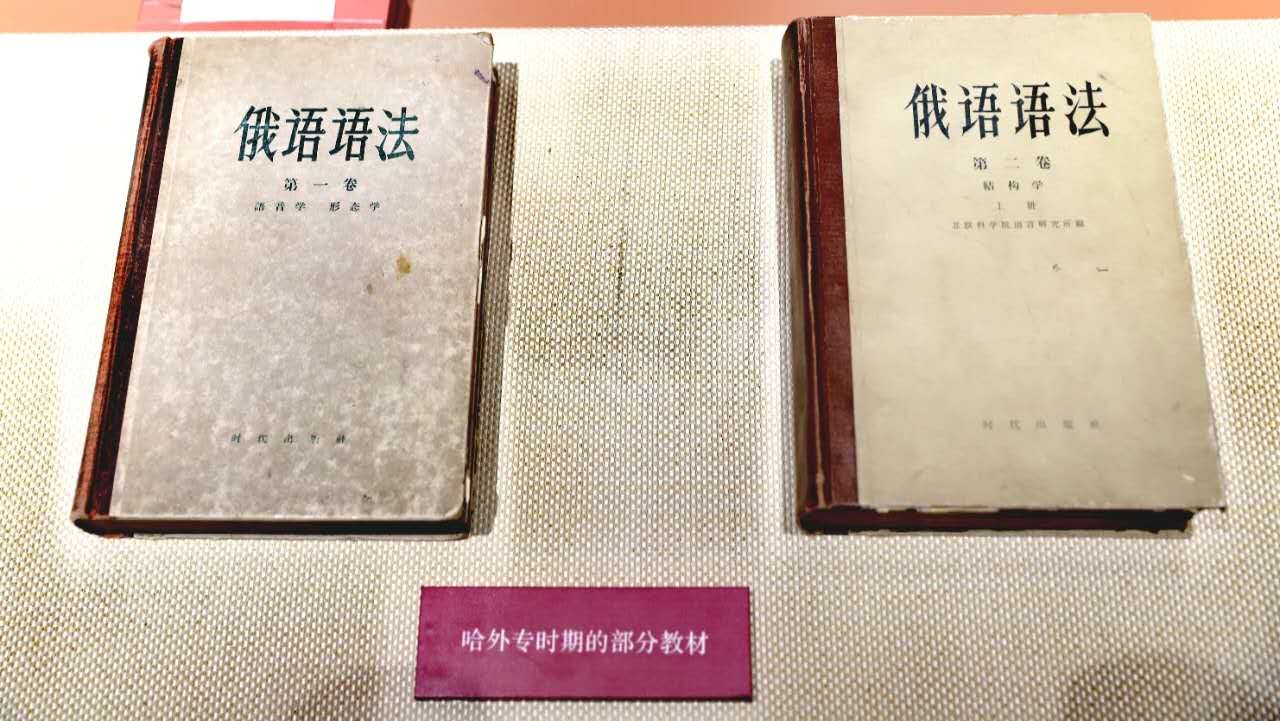 俄语语法
第一卷
語音学 形态学
时代出版社
俄语语法
第二卷
結构学
上册
苏联科学院语言研究所編
时代出版社
哈外专时期的部分教材